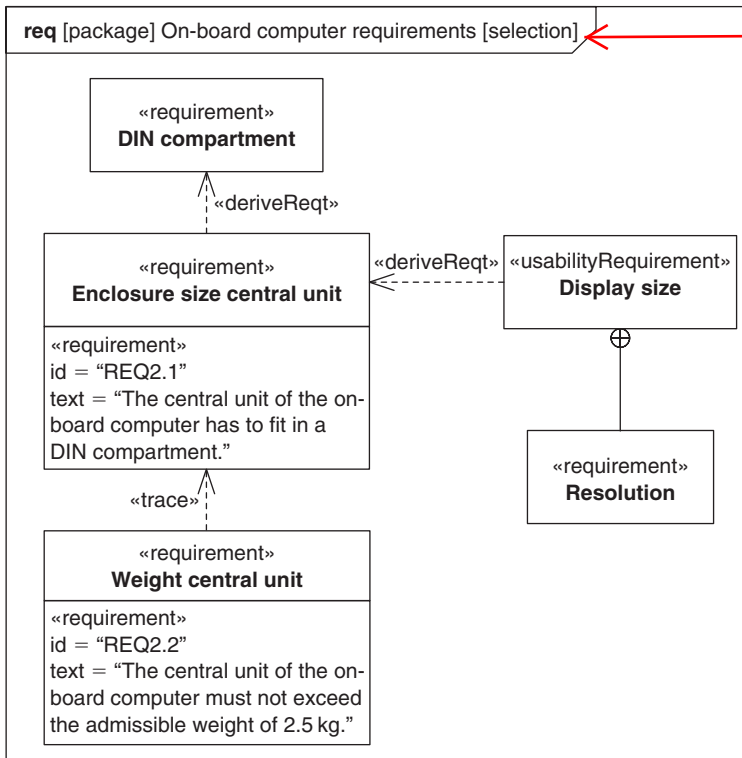 req [package] On-board computer requirements [selection]
«requirement»
DIN compartment
«deriveReqt»
«requirement»
Enclosure size central unit
«requirement»
id = “REQ2.1”
text = “The central unit of the on-
board computer has to fit in a
DIN compartment.”
«deriveReqt»
«usabilityRequirement»
Display size
«requirement»
Resolution
«trace»
«requirement»
Weight central unit
«requirement»
id = “REQ2.2”
text = “The central unit of the on-
board computer must not exceed
the admissible weight of 2.5 kg.”